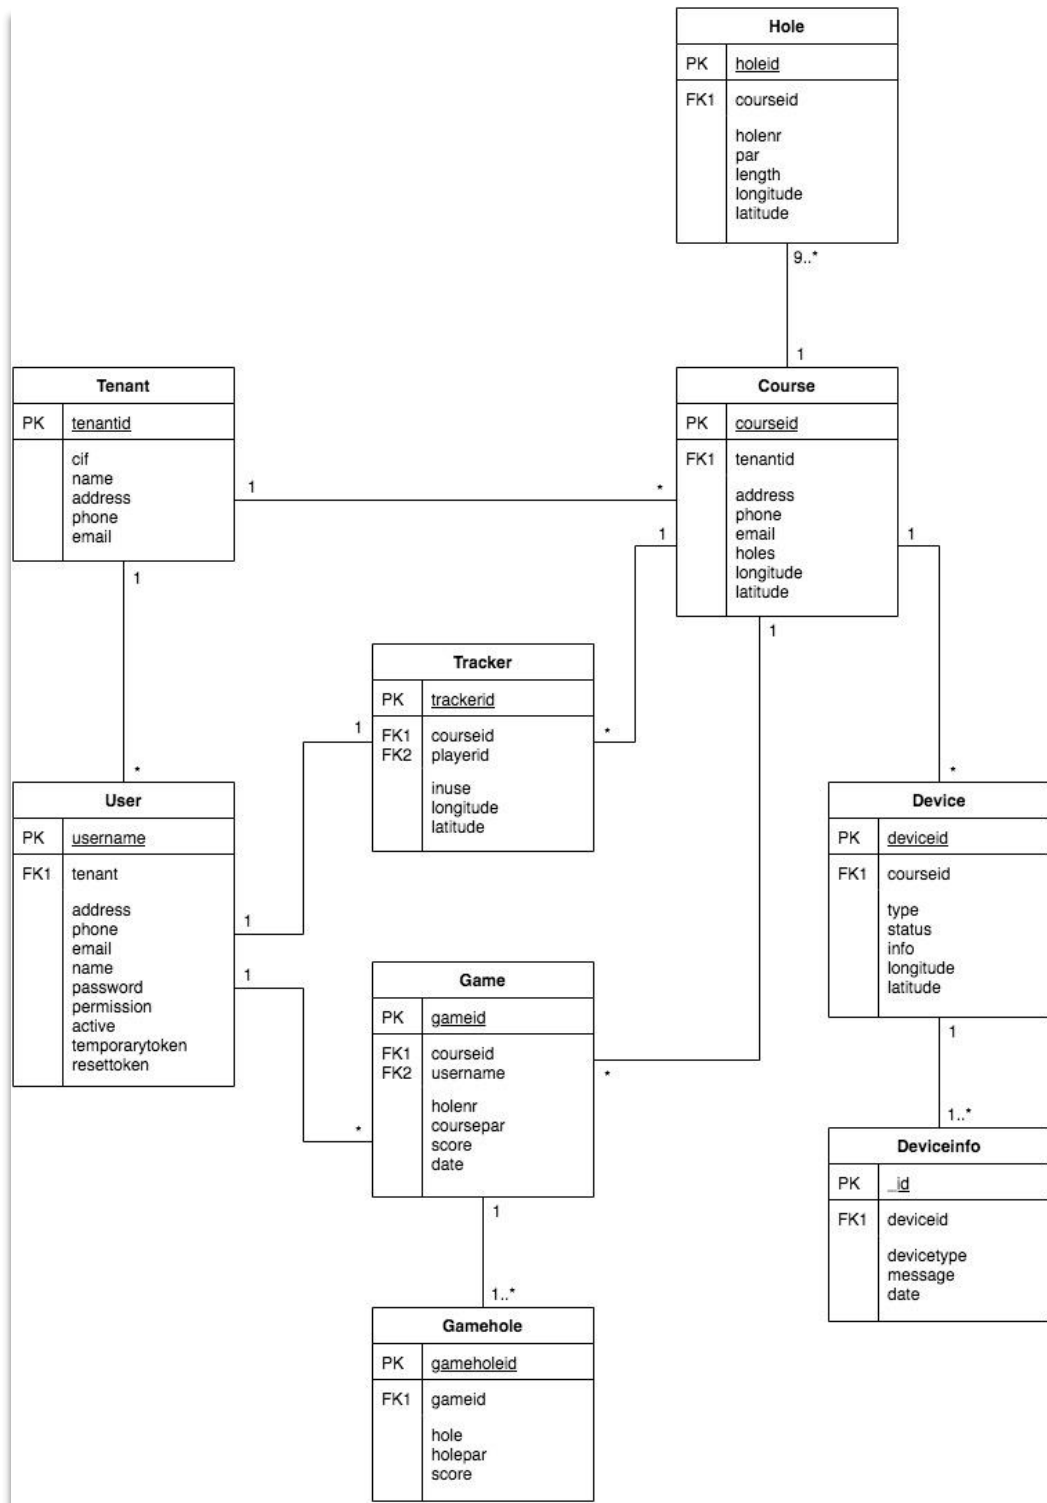 Hole
PK holeid
FK1 courseid
holenr
par
length
longitude
latitude
9..*
1
Tenant
PK tenantid
cif
name
address
phone
email
1
*
1
*
Course
PK courseid
FK1 tenantid
address
phone
email
holes
longitude
latitude
1
1
1
Tracker
PK trackerid
FK1 courseid
FK2 playerid
inuse
longitude
latitude
1
*
User
PK username
FK1 tenant
address
phone
email
name
password
permission
active
temporarytoken
resettoken
1
1
Game
PK gameid
FK1 courseid
FK2 username
holenr
coursepar
score
date
*
*
1
1..*
Gamehole
PK gameholeid
FK1 gameid
hole
holepar
score
*
Device
PK deviceid
FK1 courseid
type
status
info
longitude
latitude
1
1..*
Deviceinfo
PK _id
FK1 deviceid
devicetype
message
date